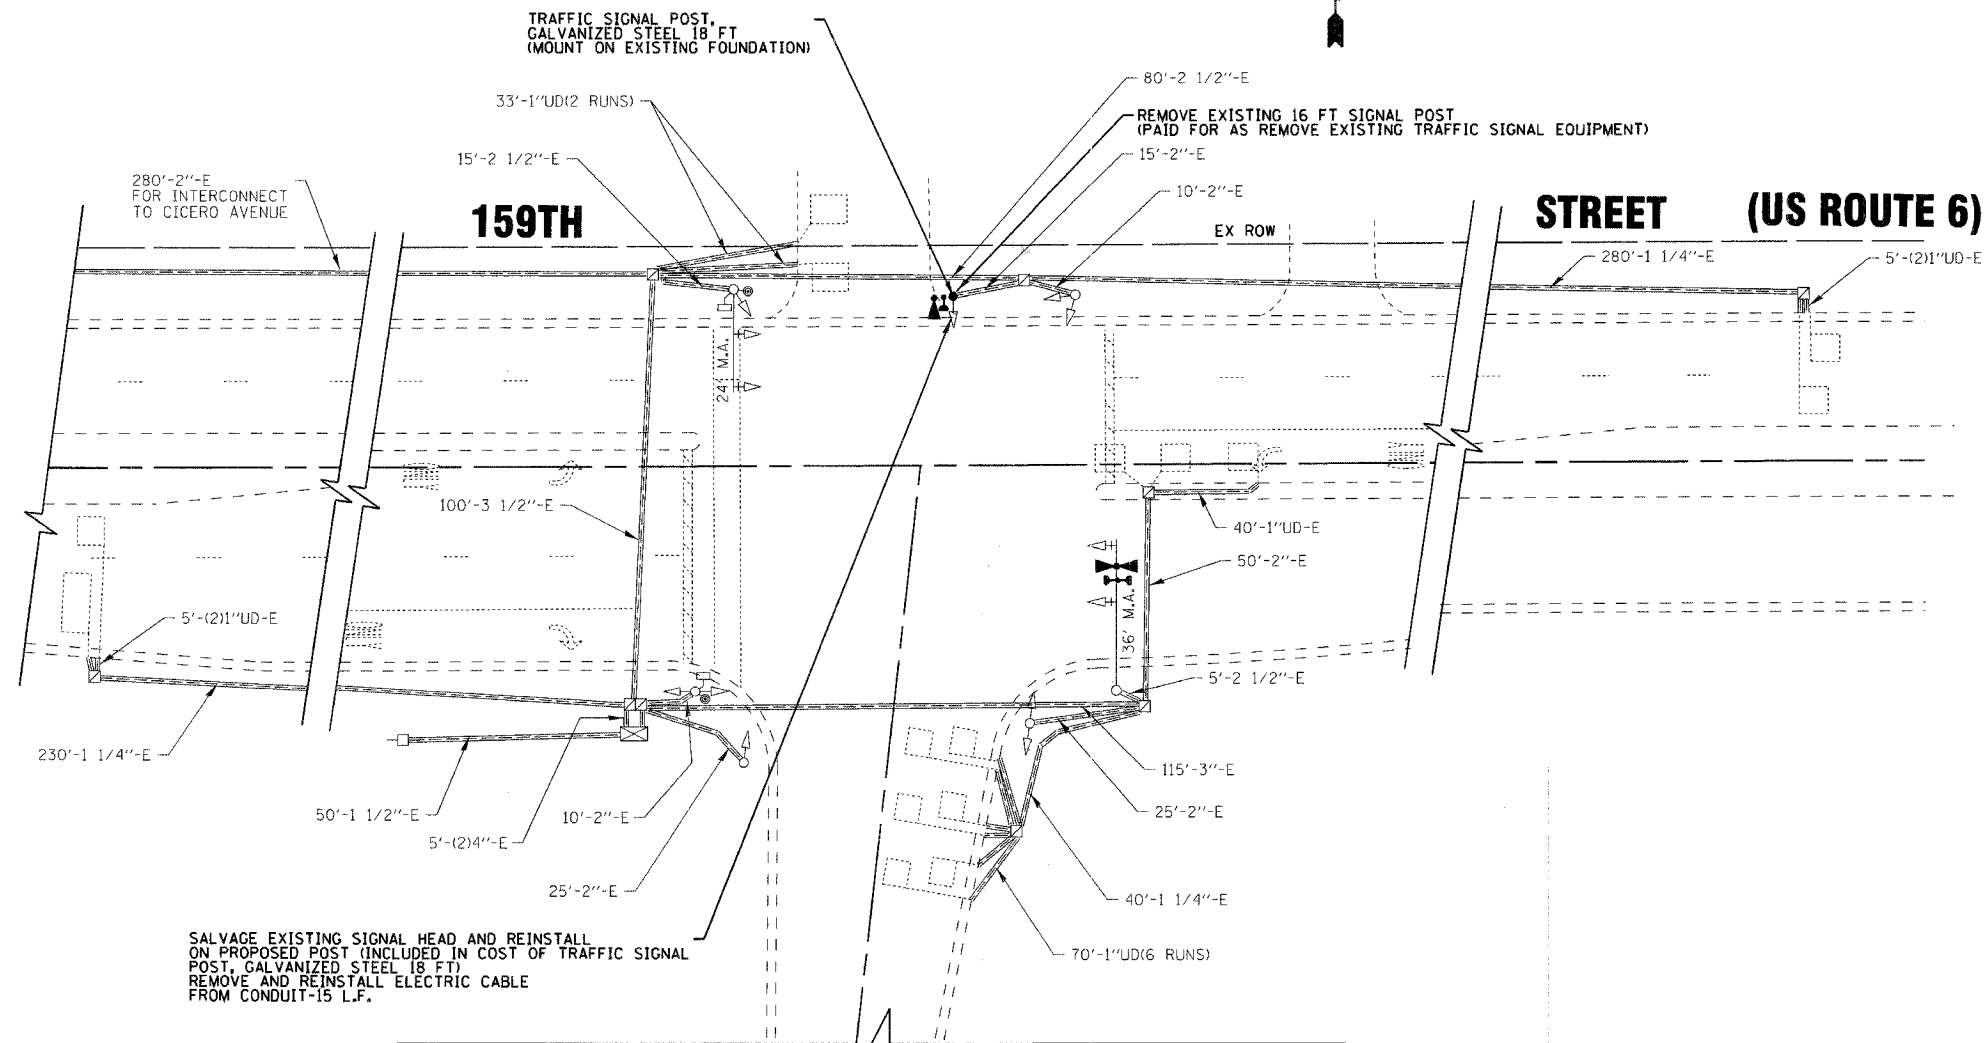 TRAFFIC SIGNAL POST,
GALVANIZED STEEL 18 FT
(MOUNT ON EXISTING FOUNDATION)
80'-2 1/2"-E
33'-1"UD(2 RUNS)
REMOVE EXISTING 16 FT SIGNAL POST
(PAID FOR AS REMOVE EXISTING TRAFFIC SIGNAL EQUIPMENT)
15'-2 1/2"-E
15'-2"-E
280'-2"-E
FOR INTERCONNECT
TO CICERO AVENUE
10'-2"-E
159TH
STREET (US ROUTE 6)
EX ROW
280'-1 1/4"-E
5'-(2)1"UD-E
24' M.A.
100'-3 1/2"-E
40'-1"UD-E
50'-2"-E
5'-(2)1"UD-E
36' M.A.
5'-2 1/2"-E
230'-1 1/4"-E
115'-3"-E
50'-1 1/2"-E
10'-2"-E
25'-2"-E
5'-(2)4"-E
25'-2"-E
40'-1 1/4"-E
70'-1"UD(6 RUNS)
SALVAGE EXISTING SIGNAL HEAD AND REINSTALL
ON PROPOSED POST (INCLUDED IN COST OF TRAFFIC SIGNAL
POST, GALVANIZED STEEL 18 FT)
REMOVE AND REINSTALL ELECTRIC CABLE
FROM CONDUIT-15 L.F.